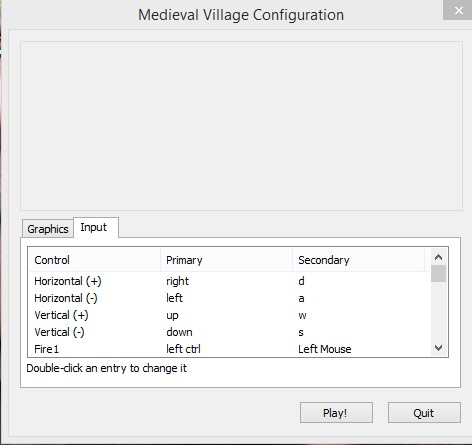 Medieval Village Configuration
Graphics Input
Control Primary Secondary
Horizontal (+) right d
Horizontal (-) left a
Vertical (+) up w
Vertical (-) down s
Fire1 left ctrl Left Mouse
Double-click an entry to change it
Play! Quit